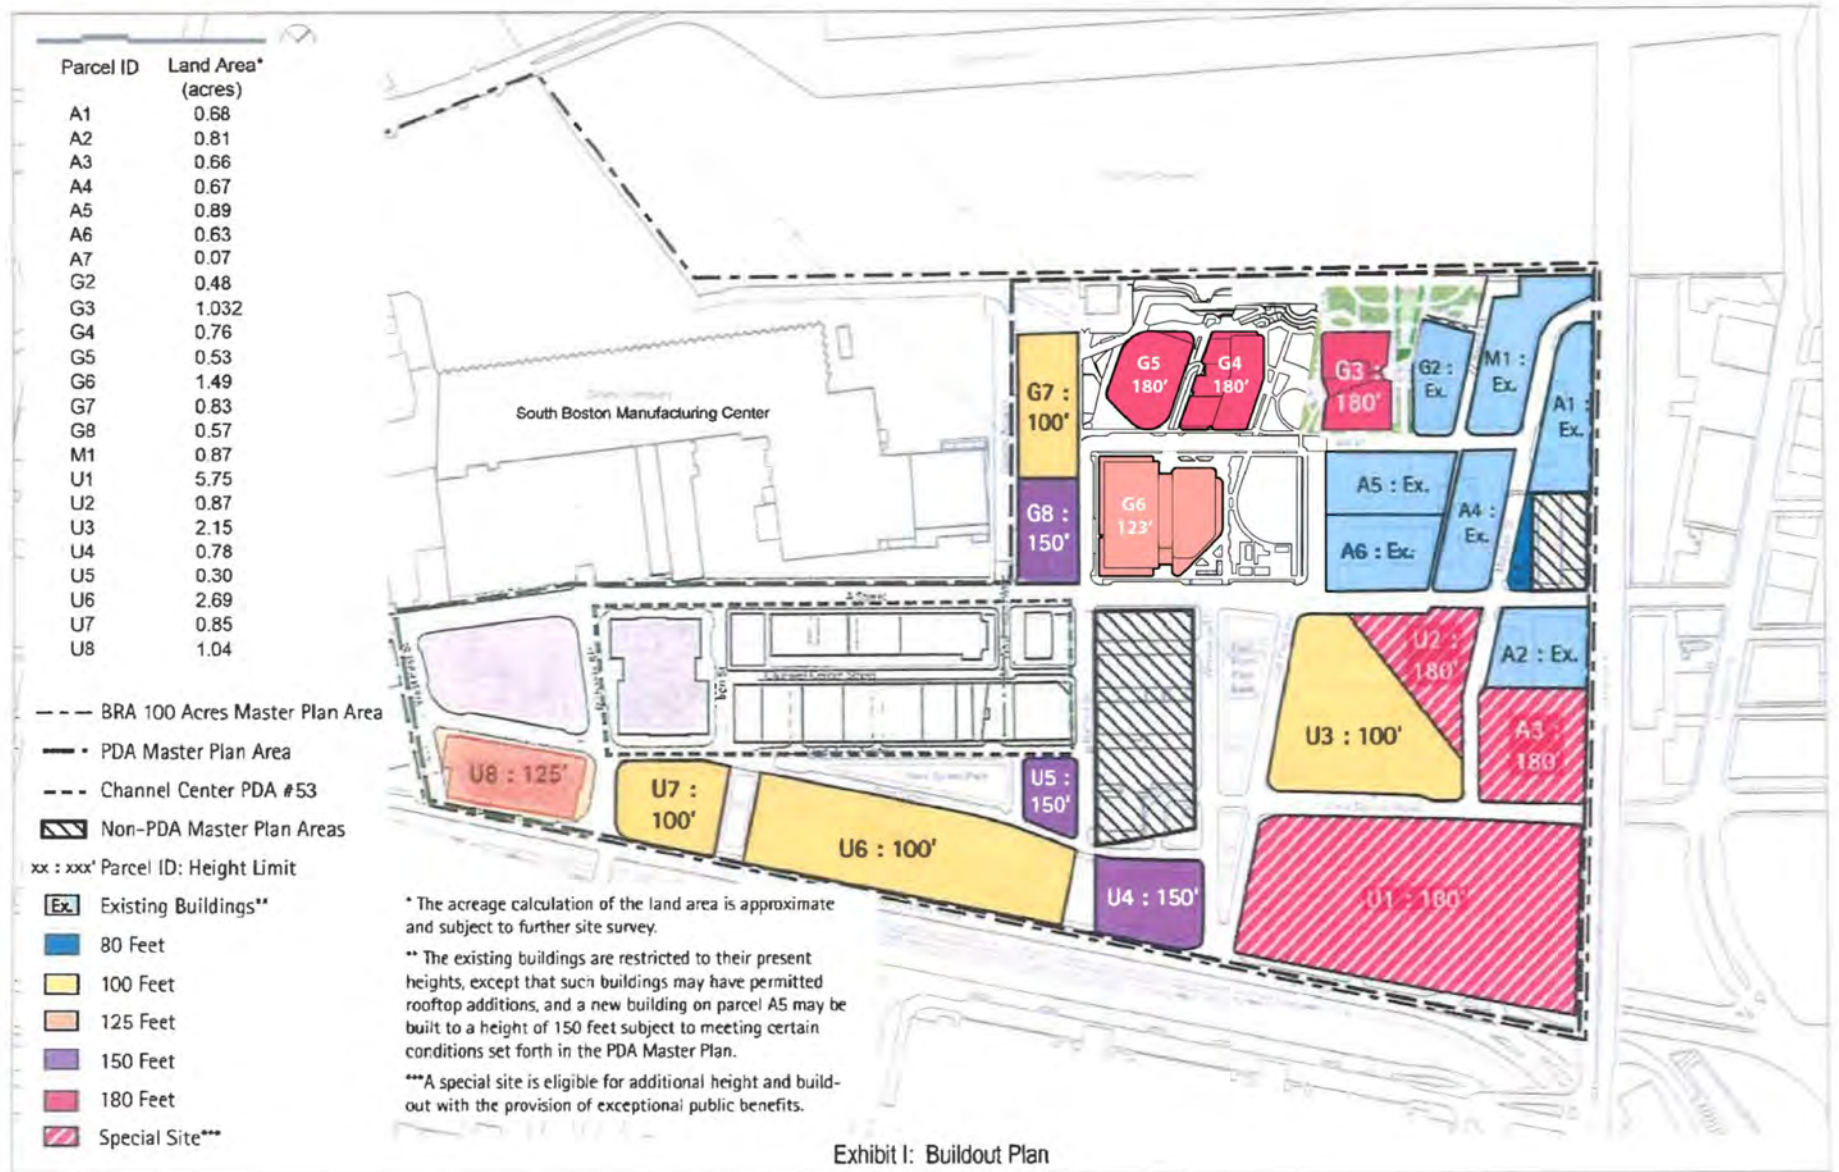 Parcel ID Land Area*
(acres)
A1 0.68
A2 0.81
A3 0.66
A4 0.67
A5 0.89
A6 0.63
A7 0.07
G2 0.48
G3 1.032
G4 0.76
G5 0.53
G6 1.49
G7 0.83
G8 0.57
M1 0.87
U1 5.75
U2 0.87
U3 2.15
U4 0.78
U5 0.30
U6 2.69
U7 0.85
U8 1.04
BRA 100 Acres Master Plan Area
PDA Master Plan Area
Channel Center PDA #53
Non-PDA Master Plan Areas
xx : xxx' Parcel ID: Height Limit
Ex. Existing Buildings**
80 Feet
100 Feet
125 Feet
150 Feet
180 Feet
Special Site***
South Boston Manufacturing Center
G7 :
100'
G5
180'
G4
180'
G3 :
180'
G2 :
Ex.
M1 :
Ex.
A1 :
Ex.
G8 :
150'
G6
123'
A5 : Ex.
A6 : Ex.
A4 :
Ex.
A Street
Channel Center Street
U2 :
180'
A2 : Ex.
U3 : 100'
A3 :
180'
U8 : 125'
U7 :
100'
U5 :
150'
U6 : 100'
U4 : 150'
U1 : 180'
* The acreage calculation of the land area is approximate
and subject to further site survey.
** The existing buildings are restricted to their present
heights, except that such buildings may have permitted
rooftop additions, and a new building on parcel A5 may be
built to a height of 150 feet subject to meeting certain
conditions set forth in the PDA Master Plan.
***A special site is eligible for additional height and build-
out with the provision of exceptional public benefits.
Exhibit I: Buildout Plan